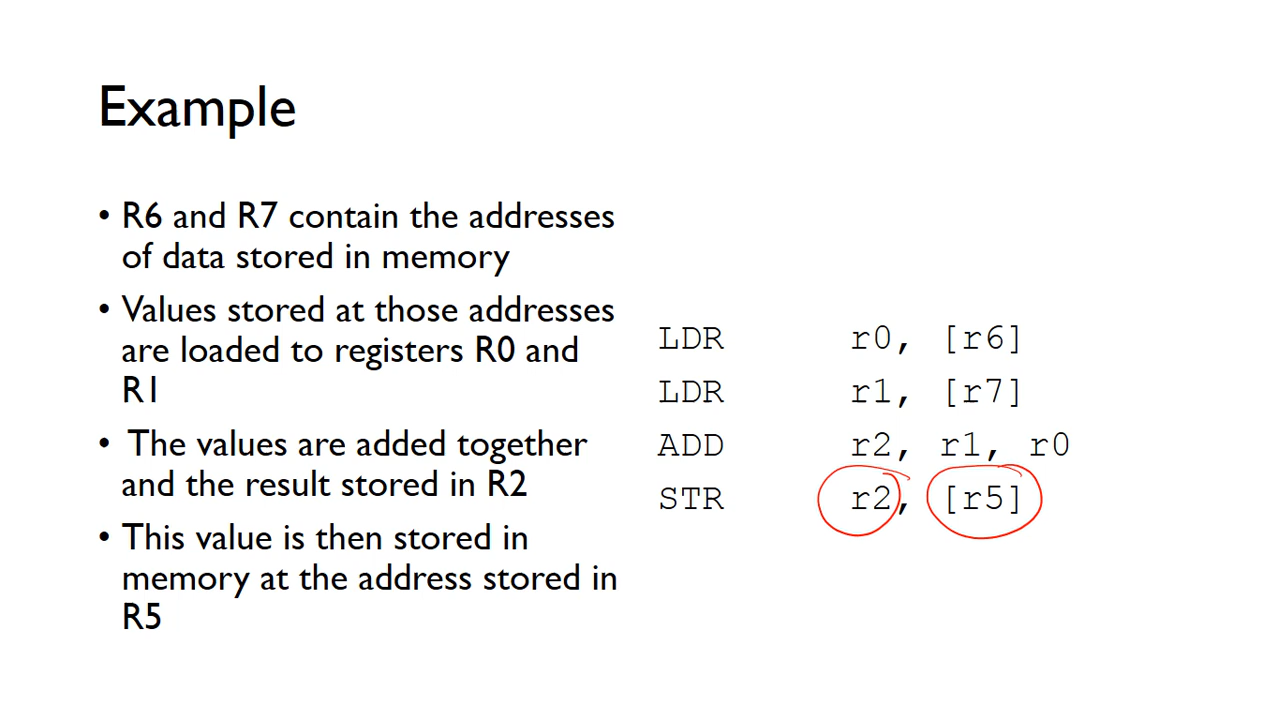 Example
• R6 and R7 contain the addresses
of data stored in memory
• Values stored at those addresses
are loaded to registers R0 and
R1
• The values are added together
and the result stored in R2
• This value is then stored in
memory at the address stored in
R5
LDR r0, [r6]
LDR r1, [r7]
ADD r2, r1, r0
STR r2, [r5]